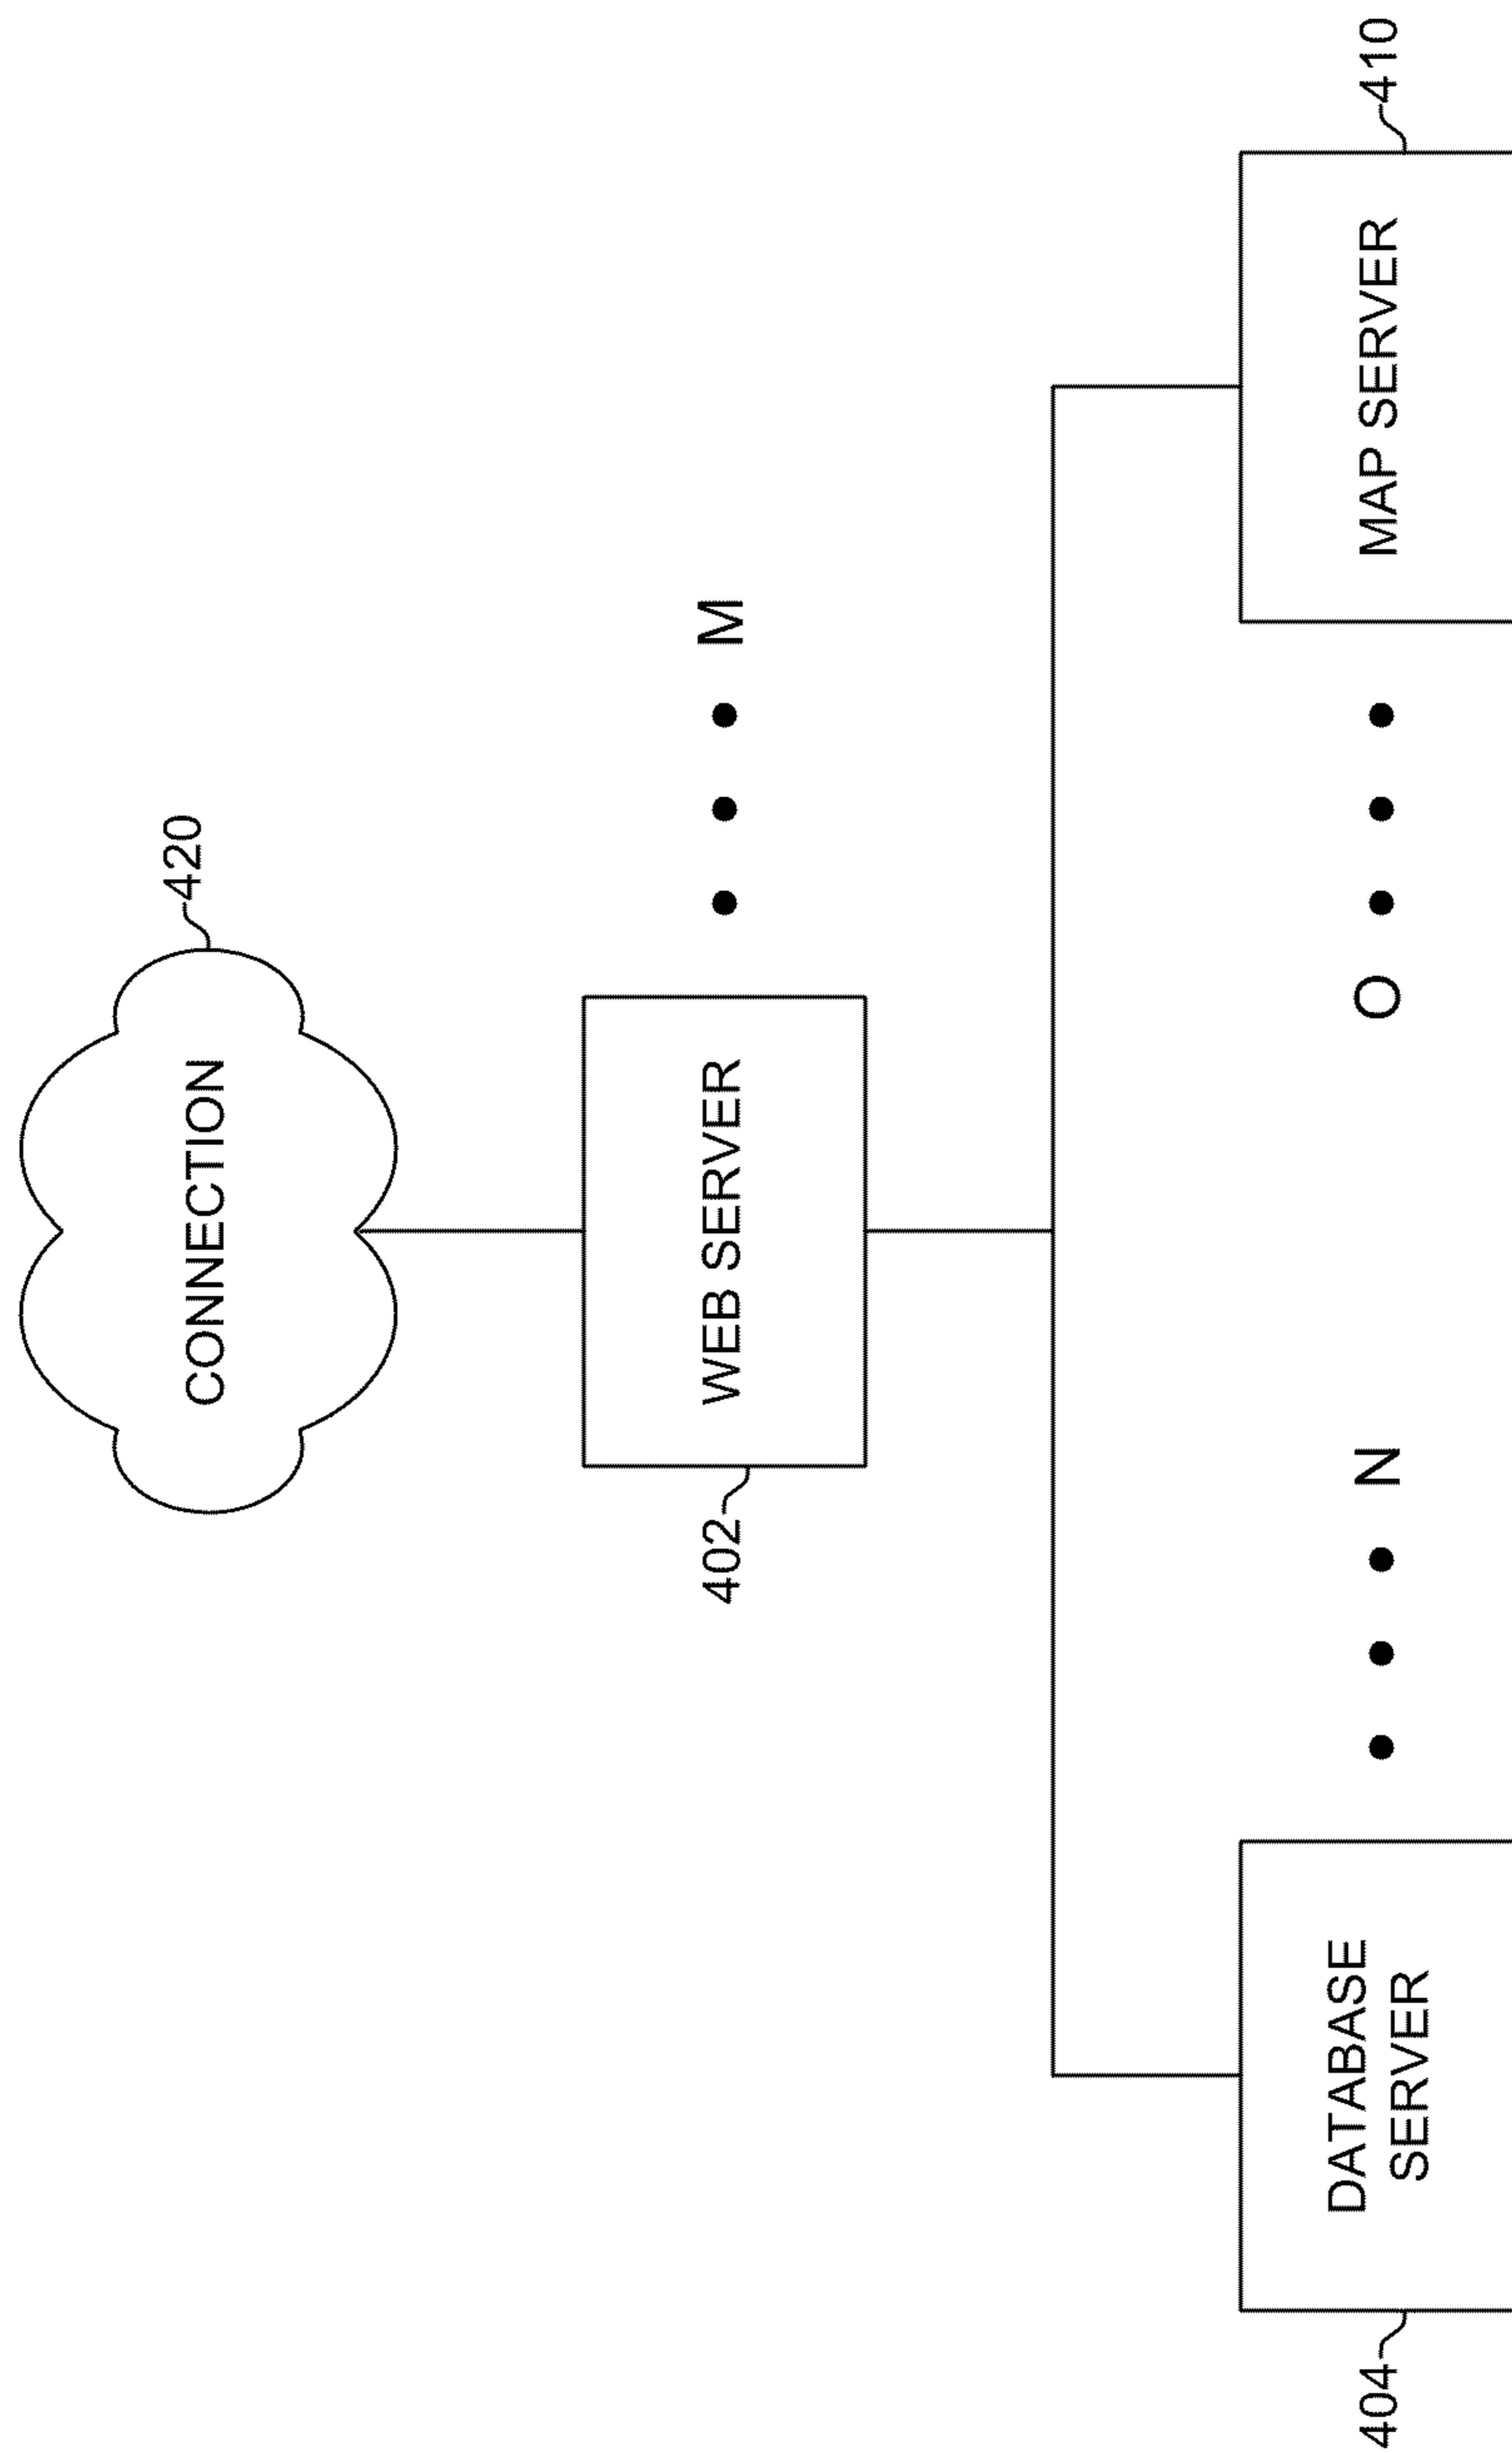 420
CONNECTION
402
WEB SERVER
M
404
DATABASE
SERVER
N
O
MAP SERVER
410